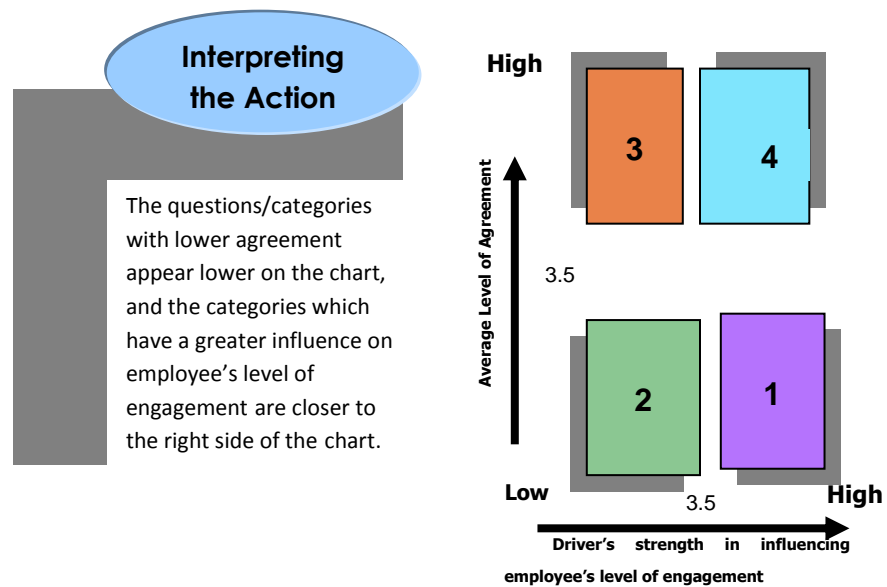 Interpreting
the Action
The questions/categories
with lower agreement
appear lower on the chart,
and the categories which
have a greater influence on
employee’s level of
engagement are closer to
the right side of the chart.
High
Average Level of Agreement
3
4
3.5
2
1
Low
3.5
High
Driver’s strength in influencing
employee’s level of engagement